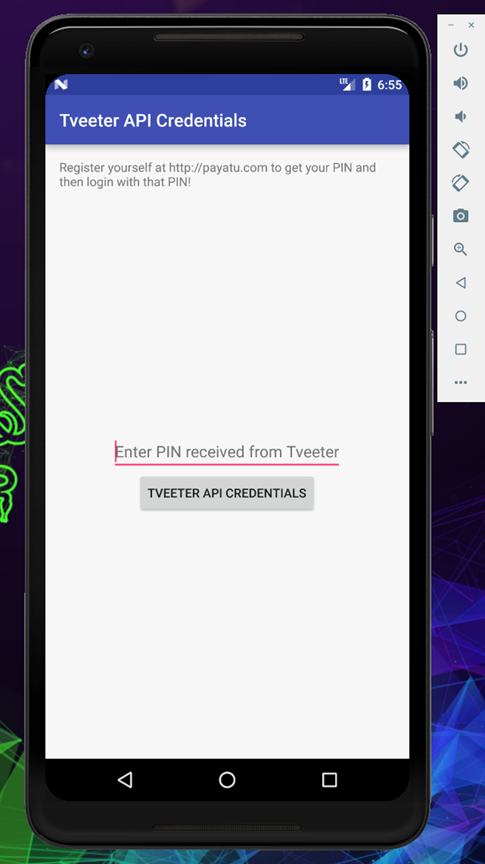 LTE 6:55
Tveeter API Credentials
Register yourself at http://payatu.com to get your PIN and
then login with that PIN!
Enter PIN received from Tveeter
TVEETER API CREDENTIALS